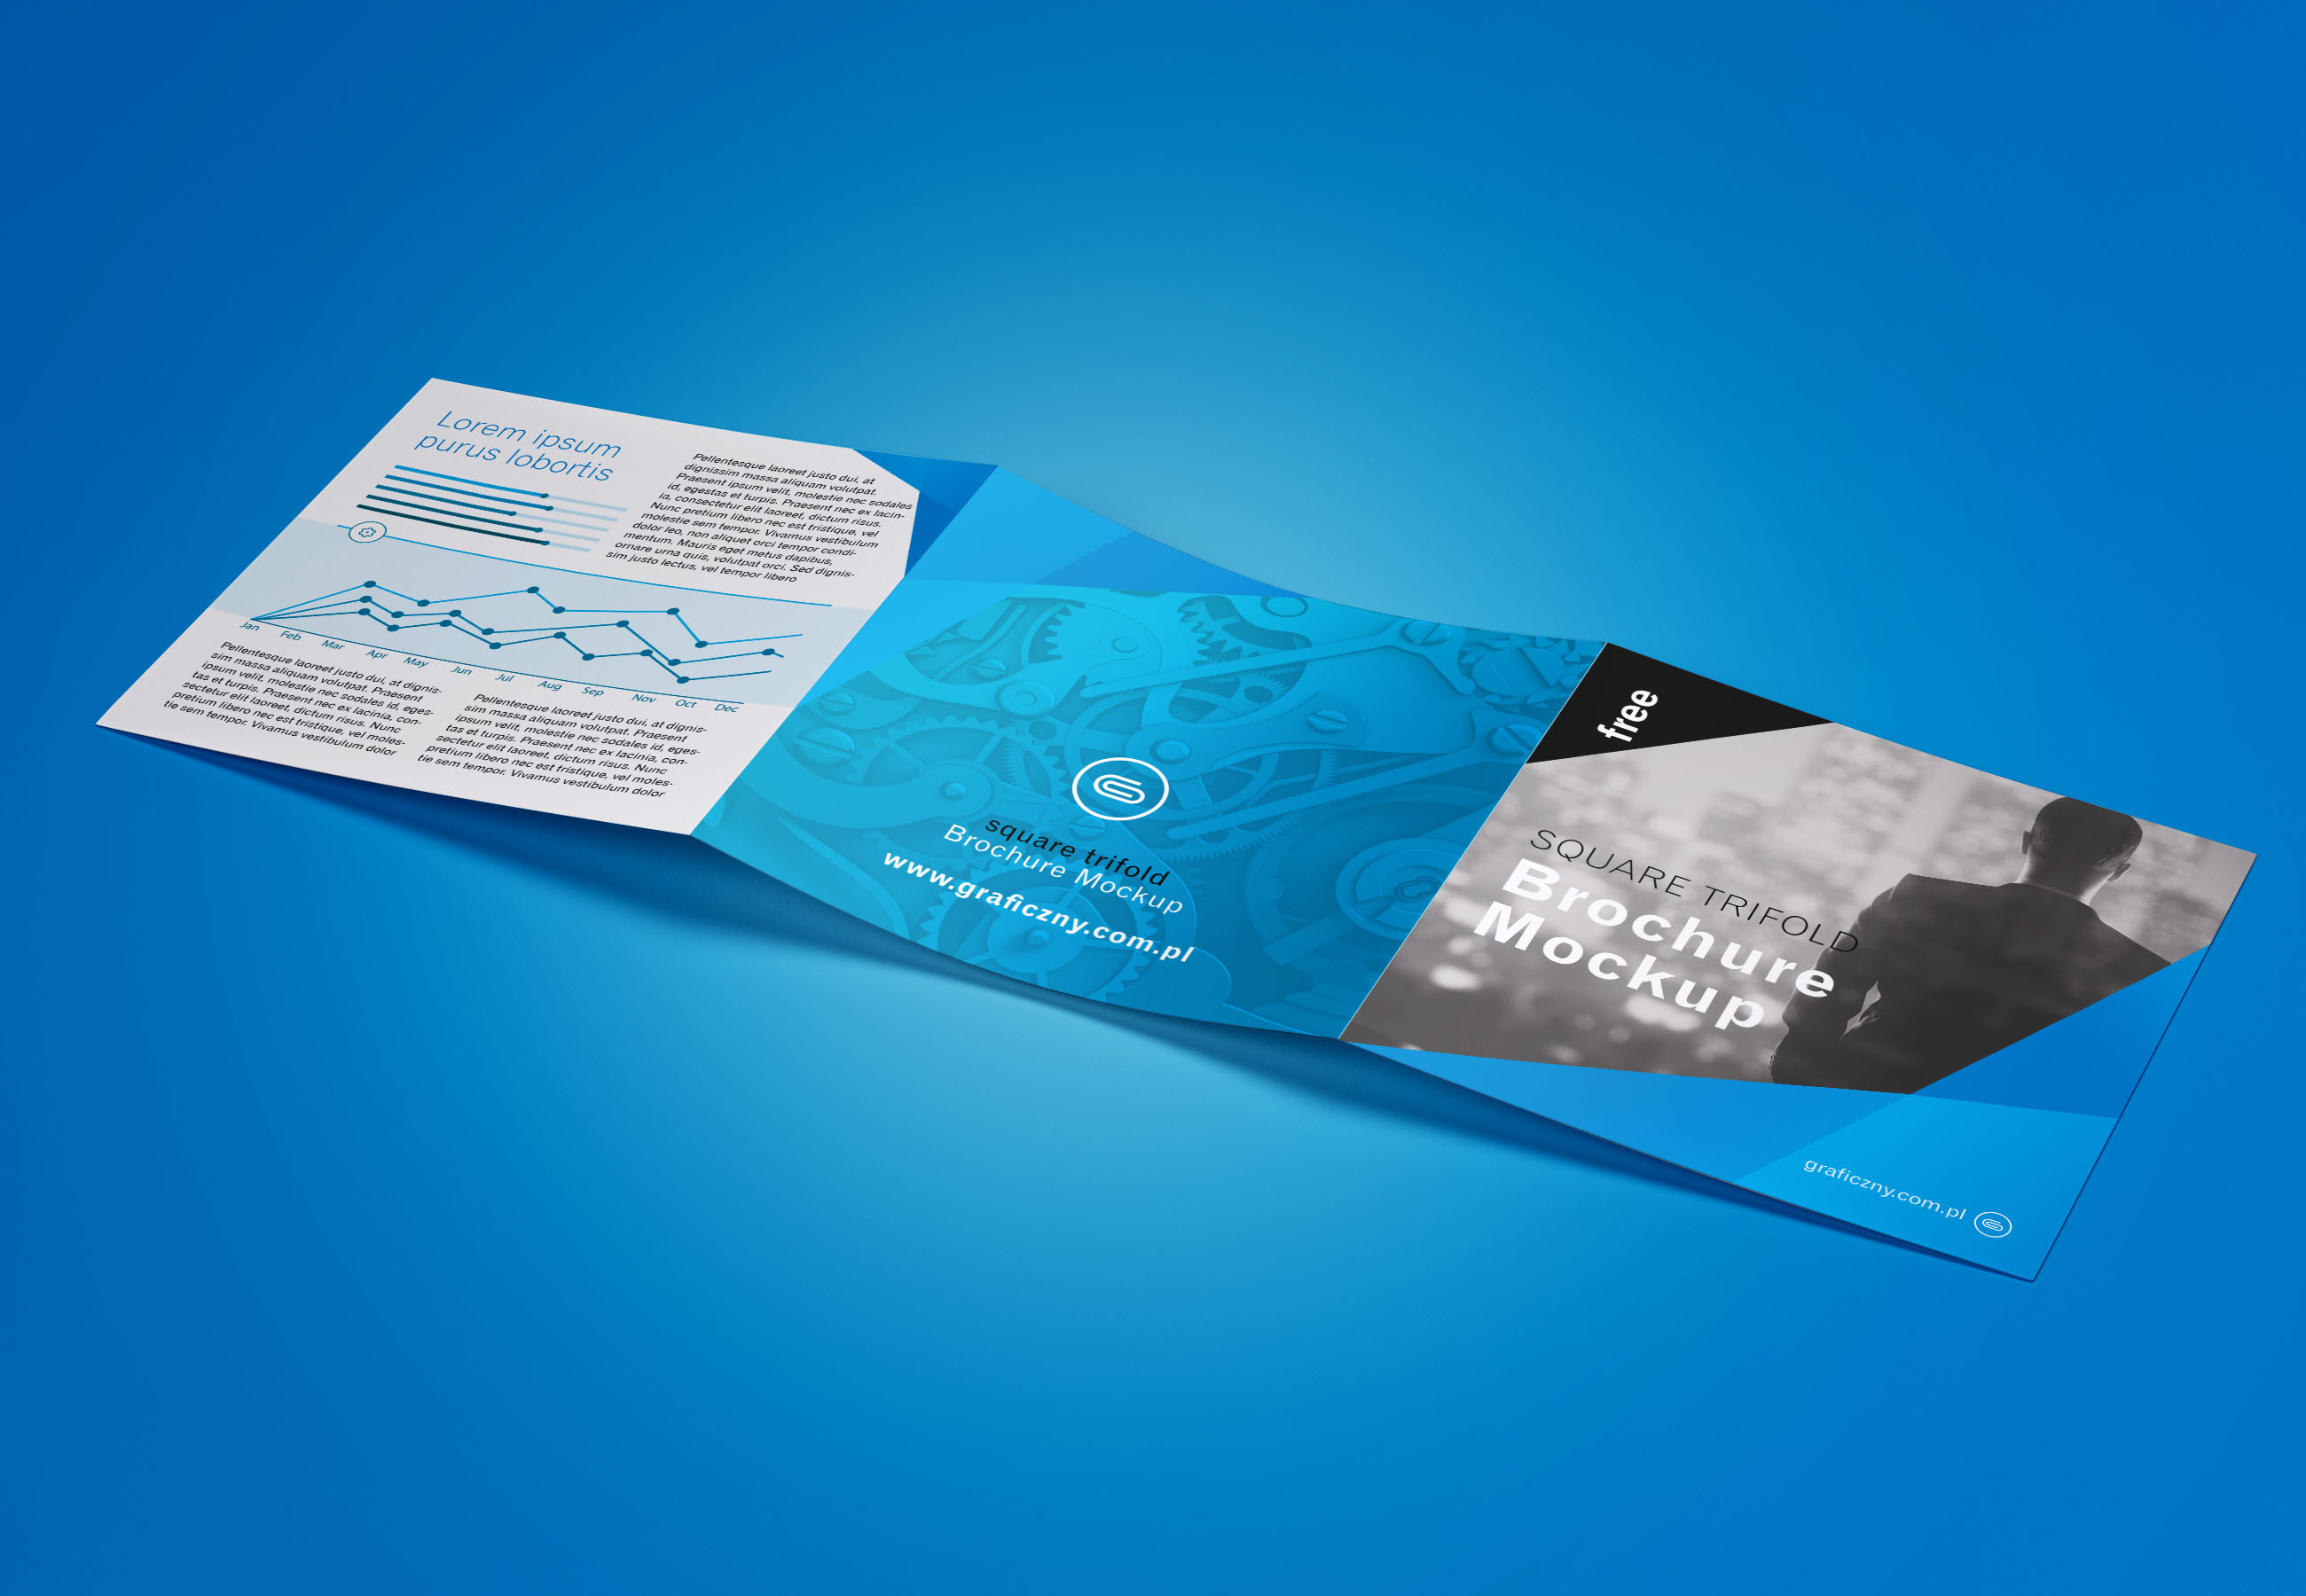 Lorem ipsum
purus lobortis
Pellentesque laoreet justo dui, at
dignissim massa aliquam volutpat.
Praesent ipsum velit, molestie nec sodales
id, egestas et turpis. Praesent nec ex lacin-
ia, consectetur elit laoreet, dictum risus.
Nunc pretium libero nec est tristique, vel
molestie sem tempor. Vivamus vestibulum
dolor leo, non aliquet orci tempor condi-
mentum. Mauris eget metus dapibus,
ornare urna quis, volutpat orci. Sed dignis-
sim justo lectus, vel tempor libero
Jan Feb Mar Apr May Jun Jul Aug Sep Nov Oct Dec
Pellentesque laoreet justo dui, at dignis-
sim massa aliquam volutpat. Praesent
ipsum velit, molestie nec sodales id, eges-
tas et turpis. Praesent nec ex lacinia, con-
sectetur elit laoreet, dictum risus. Nunc
pretium libero nec est tristique, vel moles-
tie sem tempor. Vivamus vestibulum dolor
Pellentesque laoreet justo dui, at dignis-
sim massa aliquam volutpat. Praesent
ipsum velit, molestie nec sodales id, eges-
tas et turpis. Praesent nec ex lacinia, con-
sectetur elit laoreet, dictum risus. Nunc
pretium libero nec est tristique, vel moles-
tie sem tempor. Vivamus vestibulum dolor
square trifold
Brochure Mockup
www.graficzny.com.pl
free
SQUARE TRIFOLD
Brochure
Mockup
graficzny.com.pl